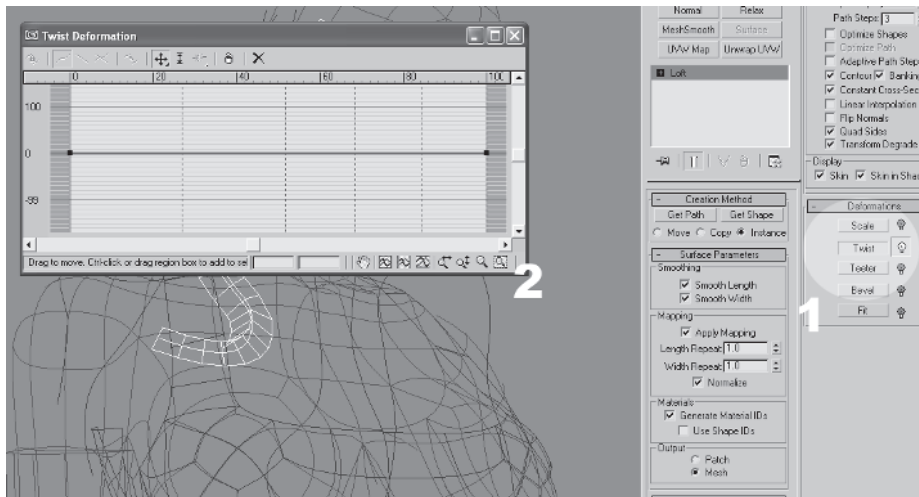 Twist Deformation
0 20 40 60 80 100
100
0
-99
Drag to move. Ctrl-click or drag region box to add to sel
2
Normal Relax
MeshSmooth Surface
UVW Map Unwrap UVW
Loft
Creation Method
Get Path Get Shape
Move Copy Instance
Surface Parameters
Smoothing
Smooth Length
Smooth Width
Mapping
Apply Mapping
Length Repeat: 1.0
Width Repeat: 1.0
Normalize
Materials
Generate Material IDs
Use Shape IDs
Output
Patch
Mesh
Path Steps: 3
Optimize Shapes
Optimize Path
Adaptive Path Step
Contour Banking
Constant Cross-Sec
Linear Interpolation
Flip Normals
Quad Sides
Transform Degrade
Display
Skin Skin in Shad
Deformations
Scale
Twist
Teeter
Bevel
Fit
1